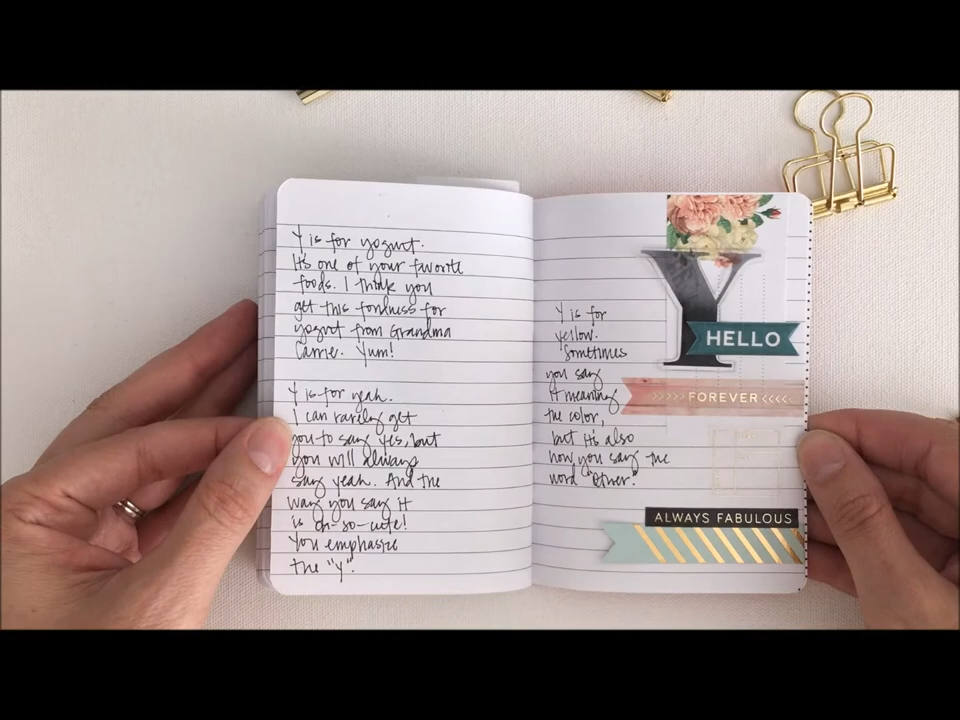 Y is for yogurt.
It's one of your favorite
foods. I think you
get this fondness for
yogurt from Grandma
Carrie. Yum!
Y is for yeah.
I can rarely get
you to say yes, but
you will always
say yeah. And the
way you say it
is oh-so-cute!
You emphasize
the "y".
Y is for
yellow.
Sometimes
you say
it meaning
the color,
but it's also
how you say the
word "other."
Y
HELLO
>>>>> FOREVER <<<<<
ALWAYS FABULOUS